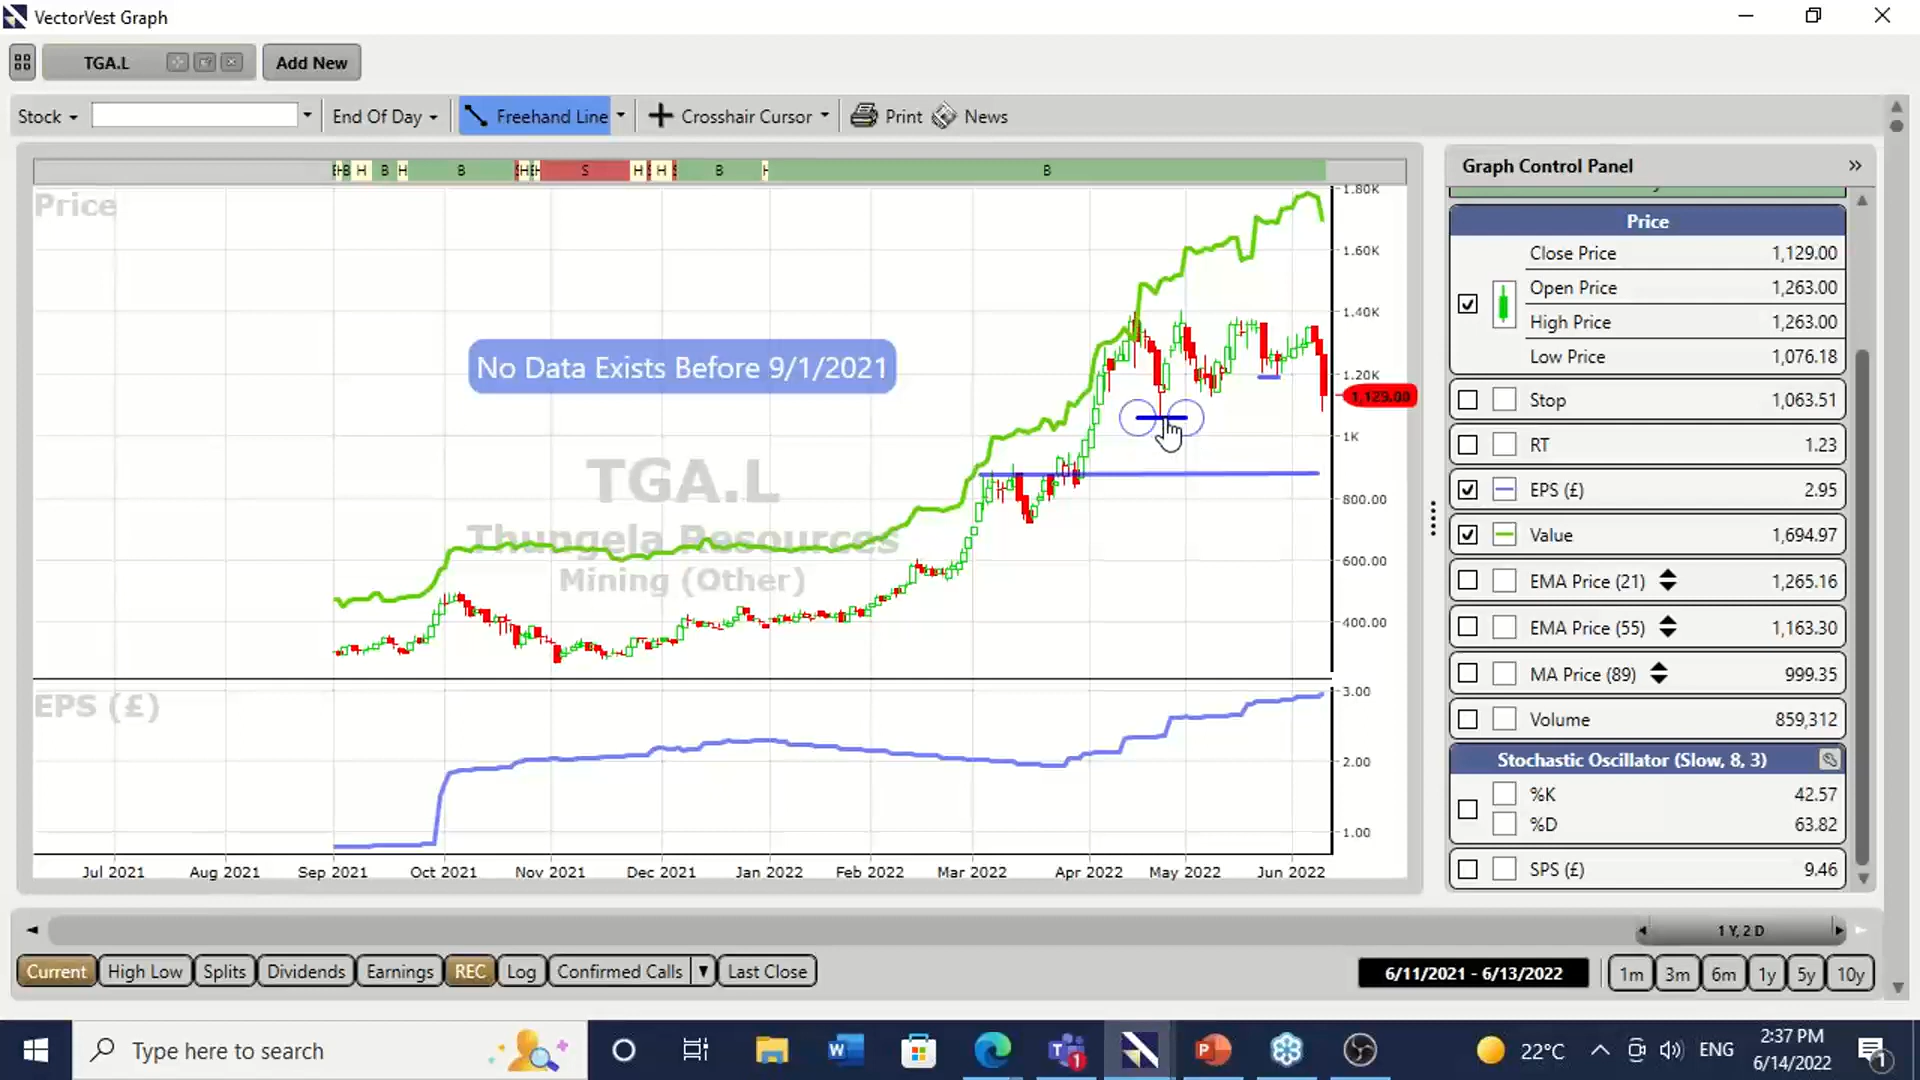 VectorVest Graph
TGA.L
Add New
Stock
End Of Day
Freehand Line
Crosshair Cursor
Print
News
H B H B H B H H S H H B H B
Price
1.80K
1.60K
1.40K
1.20K
1,129.00
1K
800.00
600.00
400.00
No Data Exists Before 9/1/2021
TGA.L
Thungela Resources
Mining (Other)
EPS (£)
3.00
2.00
1.00
Jul 2021 Aug 2021 Sep 2021 Oct 2021 Nov 2021 Dec 2021 Jan 2022 Feb 2022 Mar 2022 Apr 2022 May 2022 Jun 2022
Graph Control Panel
Price
Close Price 1,129.00
Open Price 1,263.00
High Price 1,263.00
Low Price 1,076.18
Stop 1,063.51
RT 1.23
EPS (£) 2.95
Value 1,694.97
EMA Price (21) 1,265.16
EMA Price (55) 1,163.30
MA Price (89) 999.35
Volume 859,312
Stochastic Oscillator (Slow, 8, 3)
%K 42.57
%D 63.82
SPS (£) 9.46
1 Y, 2 D
Current High Low Splits Dividends Earnings REC Log Confirmed Calls Last Close
6/11/2021 - 6/13/2022
1m 3m 6m 1y 5y 10y
Type here to search
22°C
ENG
2:37 PM
6/14/2022